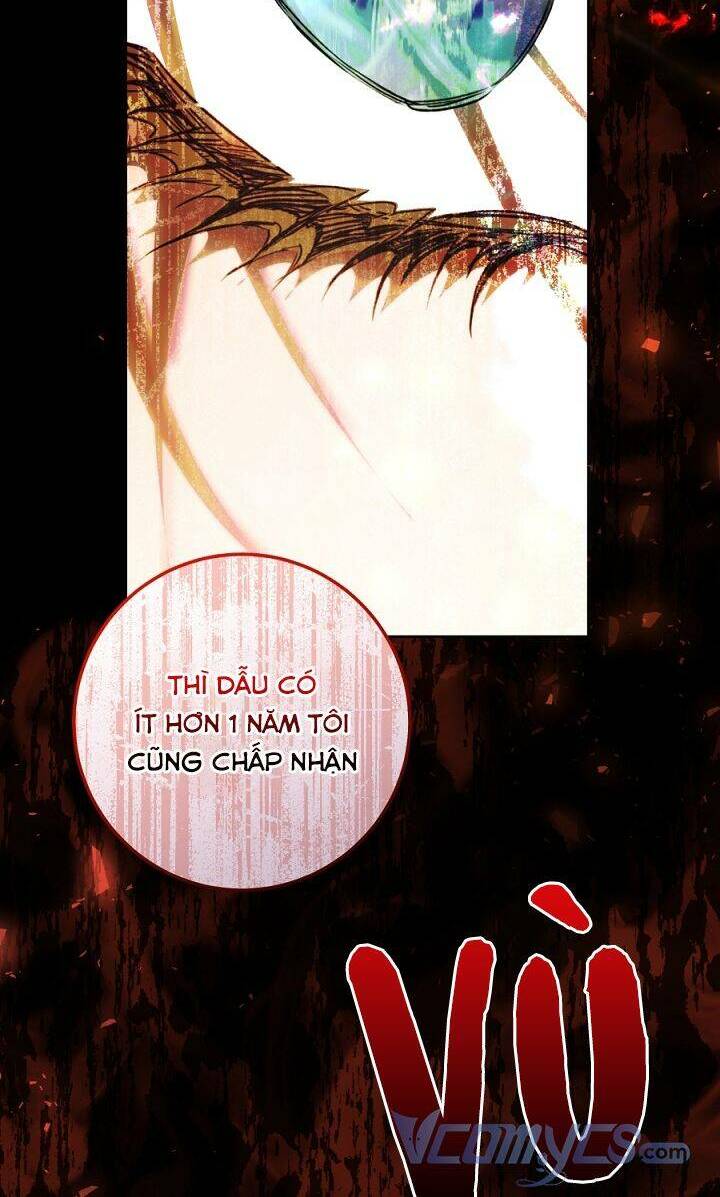 THÌ DẪU CÓ
ÍT HƠN 1 NĂM TÔI
CŨNG CHẤP NHẬN
VÙ
VCOMYCS.com